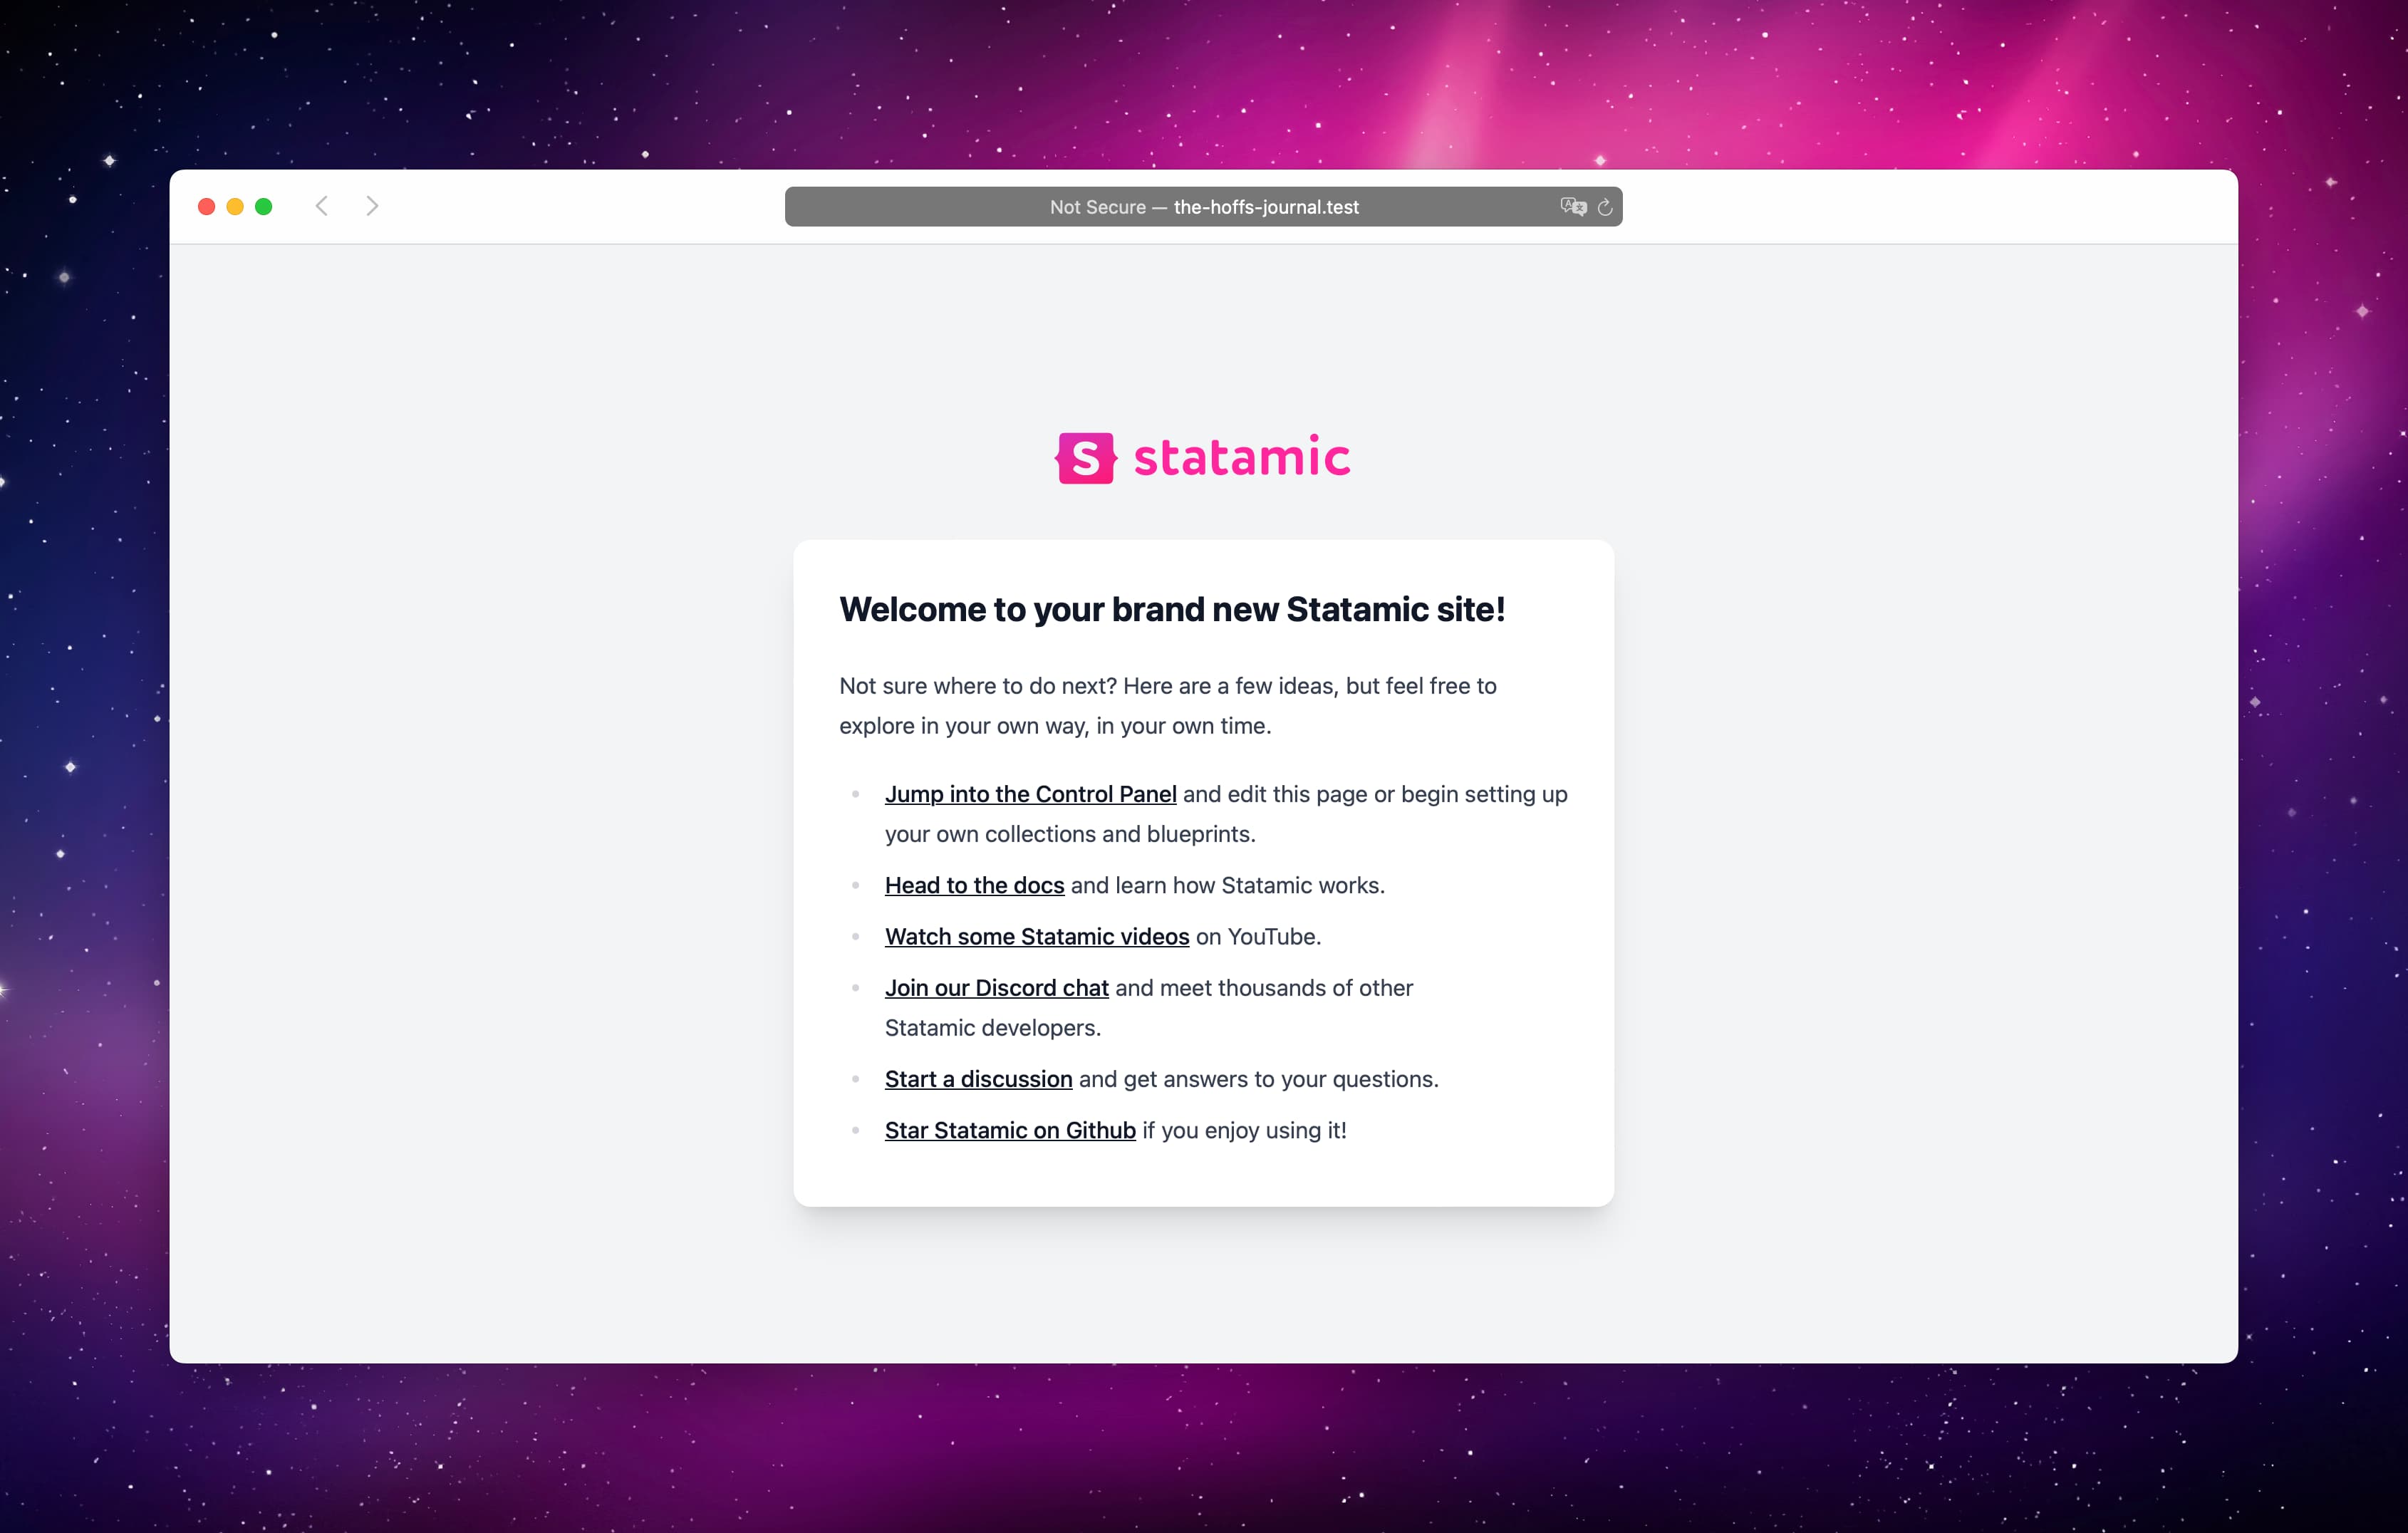 Not Secure — the-hoffs-journal.test
S statamic
Welcome to your brand new Statamic site!
Not sure where to do next? Here are a few ideas, but feel free to
explore in your own way, in your own time.
Jump into the Control Panel and edit this page or begin setting up
your own collections and blueprints.
Head to the docs and learn how Statamic works.
Watch some Statamic videos on YouTube.
Join our Discord chat and meet thousands of other
Statamic developers.
Start a discussion and get answers to your questions.
Star Statamic on Github if you enjoy using it!